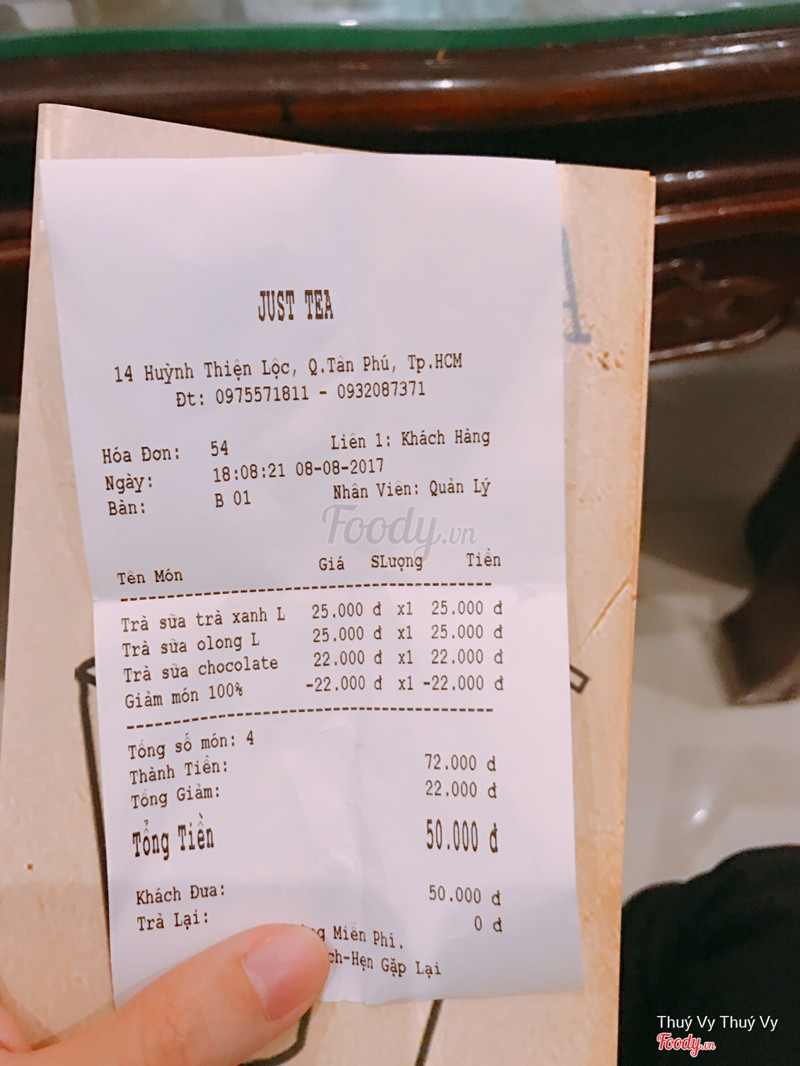 JUST TEA
14 Huỳnh Thiện Lộc, Q.Tân Phú, Tp.HCM
Đt: 0975571811 - 0932087371
Hóa Đơn: 54 Liên 1: Khách Hàng
Ngày: 18:08:21 08-08-2017
Bàn: B 01 Nhân Viên: Quản Lý
Foody.vn
Tên Món Giá SLượng Tiền
Trà sữa trà xanh L 25.000 đ x1 25.000 đ
Trà sữa olong L 25.000 đ x1 25.000 đ
Trà sữa chocolate 22.000 đ x1 22.000 đ
Giảm món 100% -22.000 đ x1 -22.000 đ
Tổng số món: 4
Thành Tiền: 72.000 đ
Tổng Giảm: 22.000 đ
Tổng Tiền 50.000 đ
Khách Đưa: 50.000 đ
Trả Lại: 0 đ
Miễn Phí.
-Hẹn Gặp Lại
Thuý Vy Thuý Vy
Foody.vn